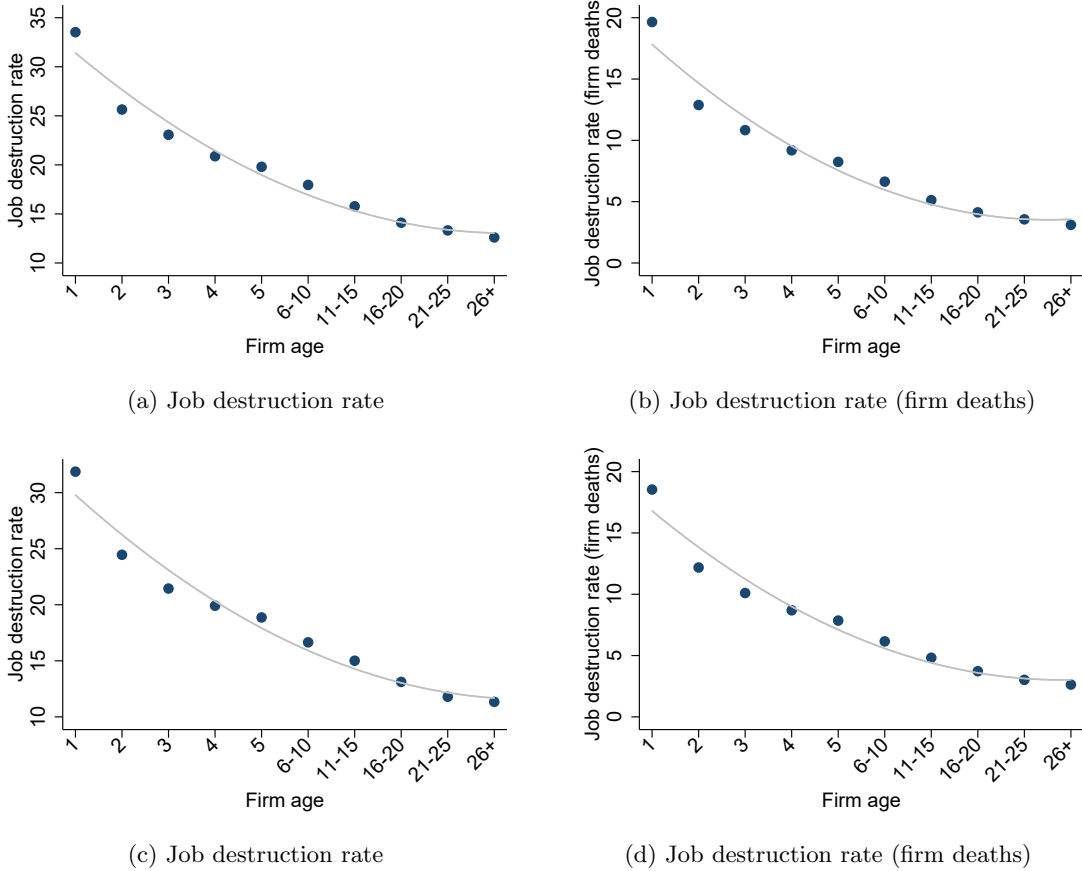 Job destruction rate
35
30
25
20
15
10
1 2 3 4 5 6-10 11-15 16-20 21-25 26+
Firm age
(a) Job destruction rate
Job destruction rate (firm deaths)
20
15
10
5
0
1 2 3 4 5 6-10 11-15 16-20 21-25 26+
Firm age
(b) Job destruction rate (firm deaths)
Job destruction rate
30
25
20
15
10
1 2 3 4 5 6-10 11-15 16-20 21-25 26+
Firm age
(c) Job destruction rate
Job destruction rate (firm deaths)
20
15
10
5
0
1 2 3 4 5 6-10 11-15 16-20 21-25 26+
Firm age
(d) Job destruction rate (firm deaths)